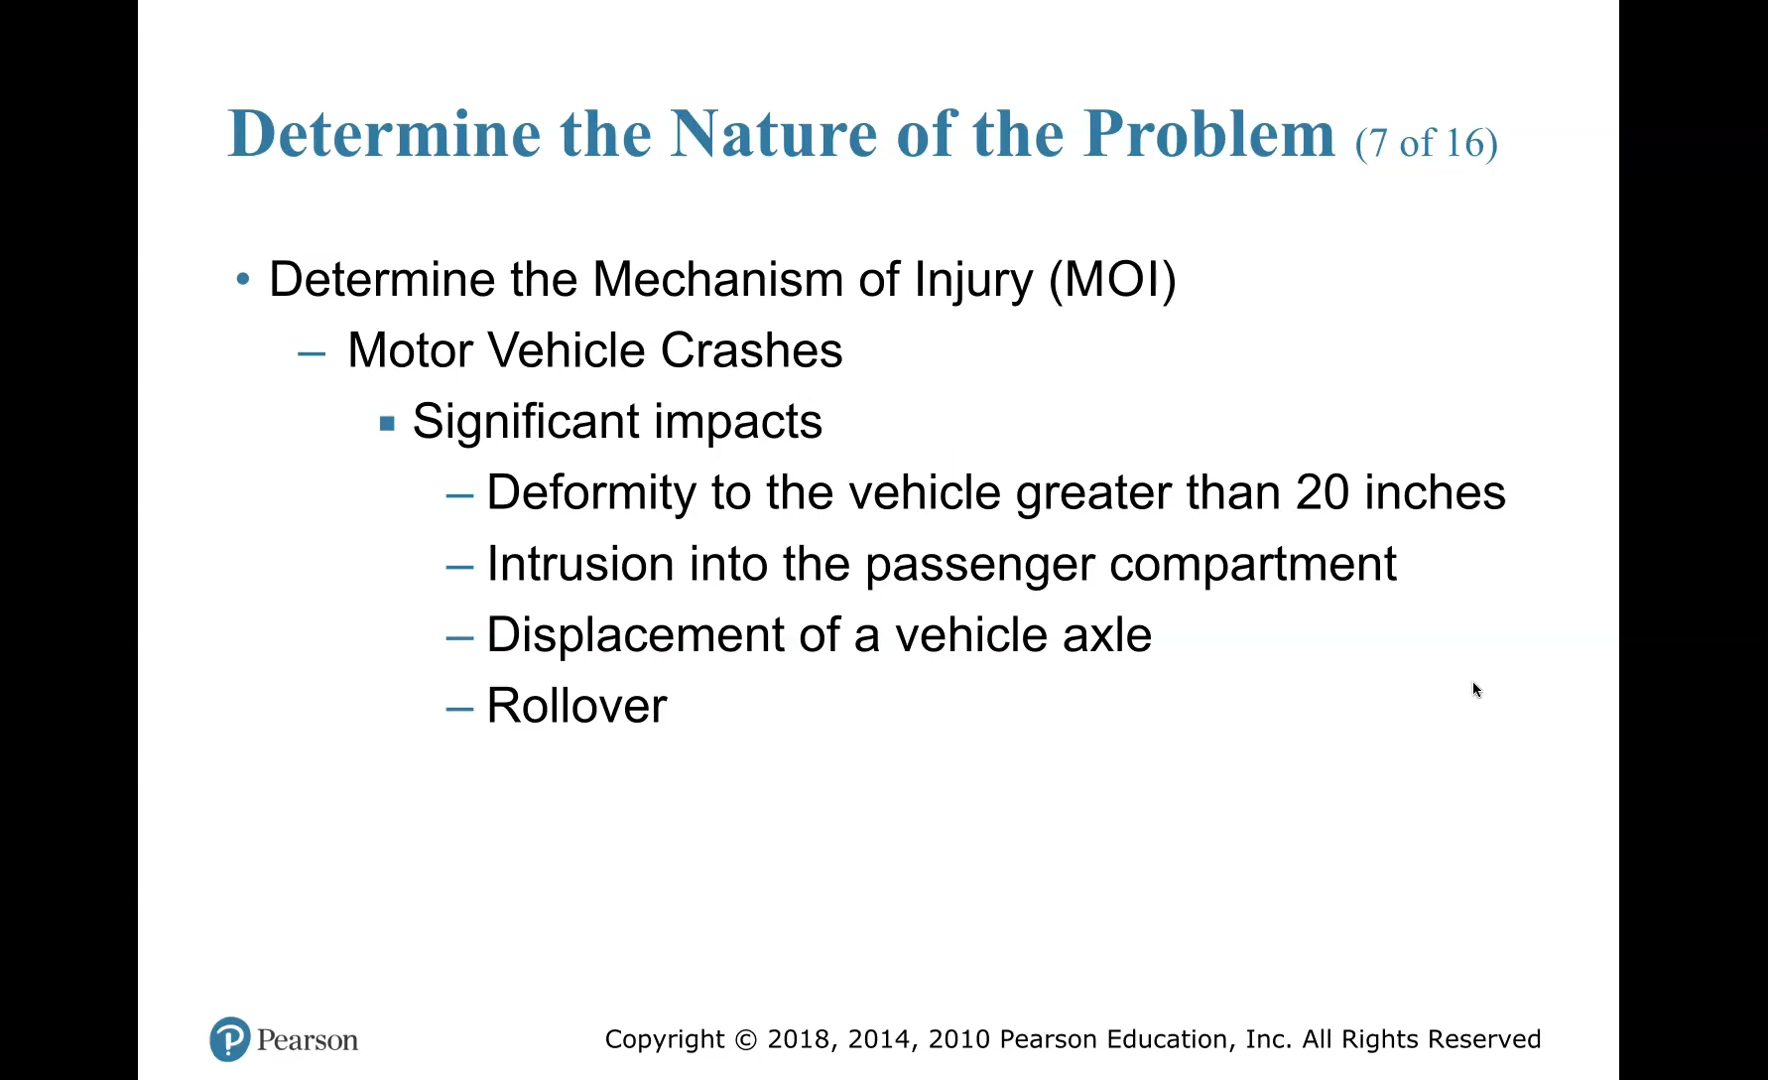 Determine the Nature of the Problem (7 of 16)
• Determine the Mechanism of Injury (MOI)
– Motor Vehicle Crashes
▪ Significant impacts
– Deformity to the vehicle greater than 20 inches
– Intrusion into the passenger compartment
– Displacement of a vehicle axle
– Rollover
Pearson
Copyright © 2018, 2014, 2010 Pearson Education, Inc. All Rights Reserved